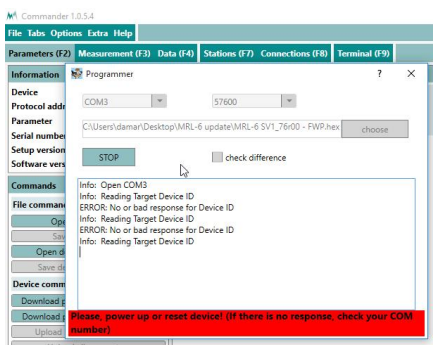 Commander 1.0.5.4
File Tabs Options Extra Help
Parameters (F2) Measurement (F3) Data (F4) Stations (F7) Connections (F8) Terminal (F9)
Information
Device
Protocol addr
Parameter
Serial number
Setup version
Software vers
Commands
File command
Ope
Sav
Open d
Save de
Device comm
Download p
Download p
Upload
Programmer
? X
COM3 57600
C:\Users\damar\Desktop\MRL-6 update\MRL-6 SV1_76r00 - FWP.hex choose
STOP check difference
Info: Open COM3
Info: Reading Target Device ID
ERROR: No or bad response for Device ID
Info: Reading Target Device ID
ERROR: No or bad response for Device ID
Info: Reading Target Device ID
Please, power up or reset device! (If there is no response, check your COM
number)